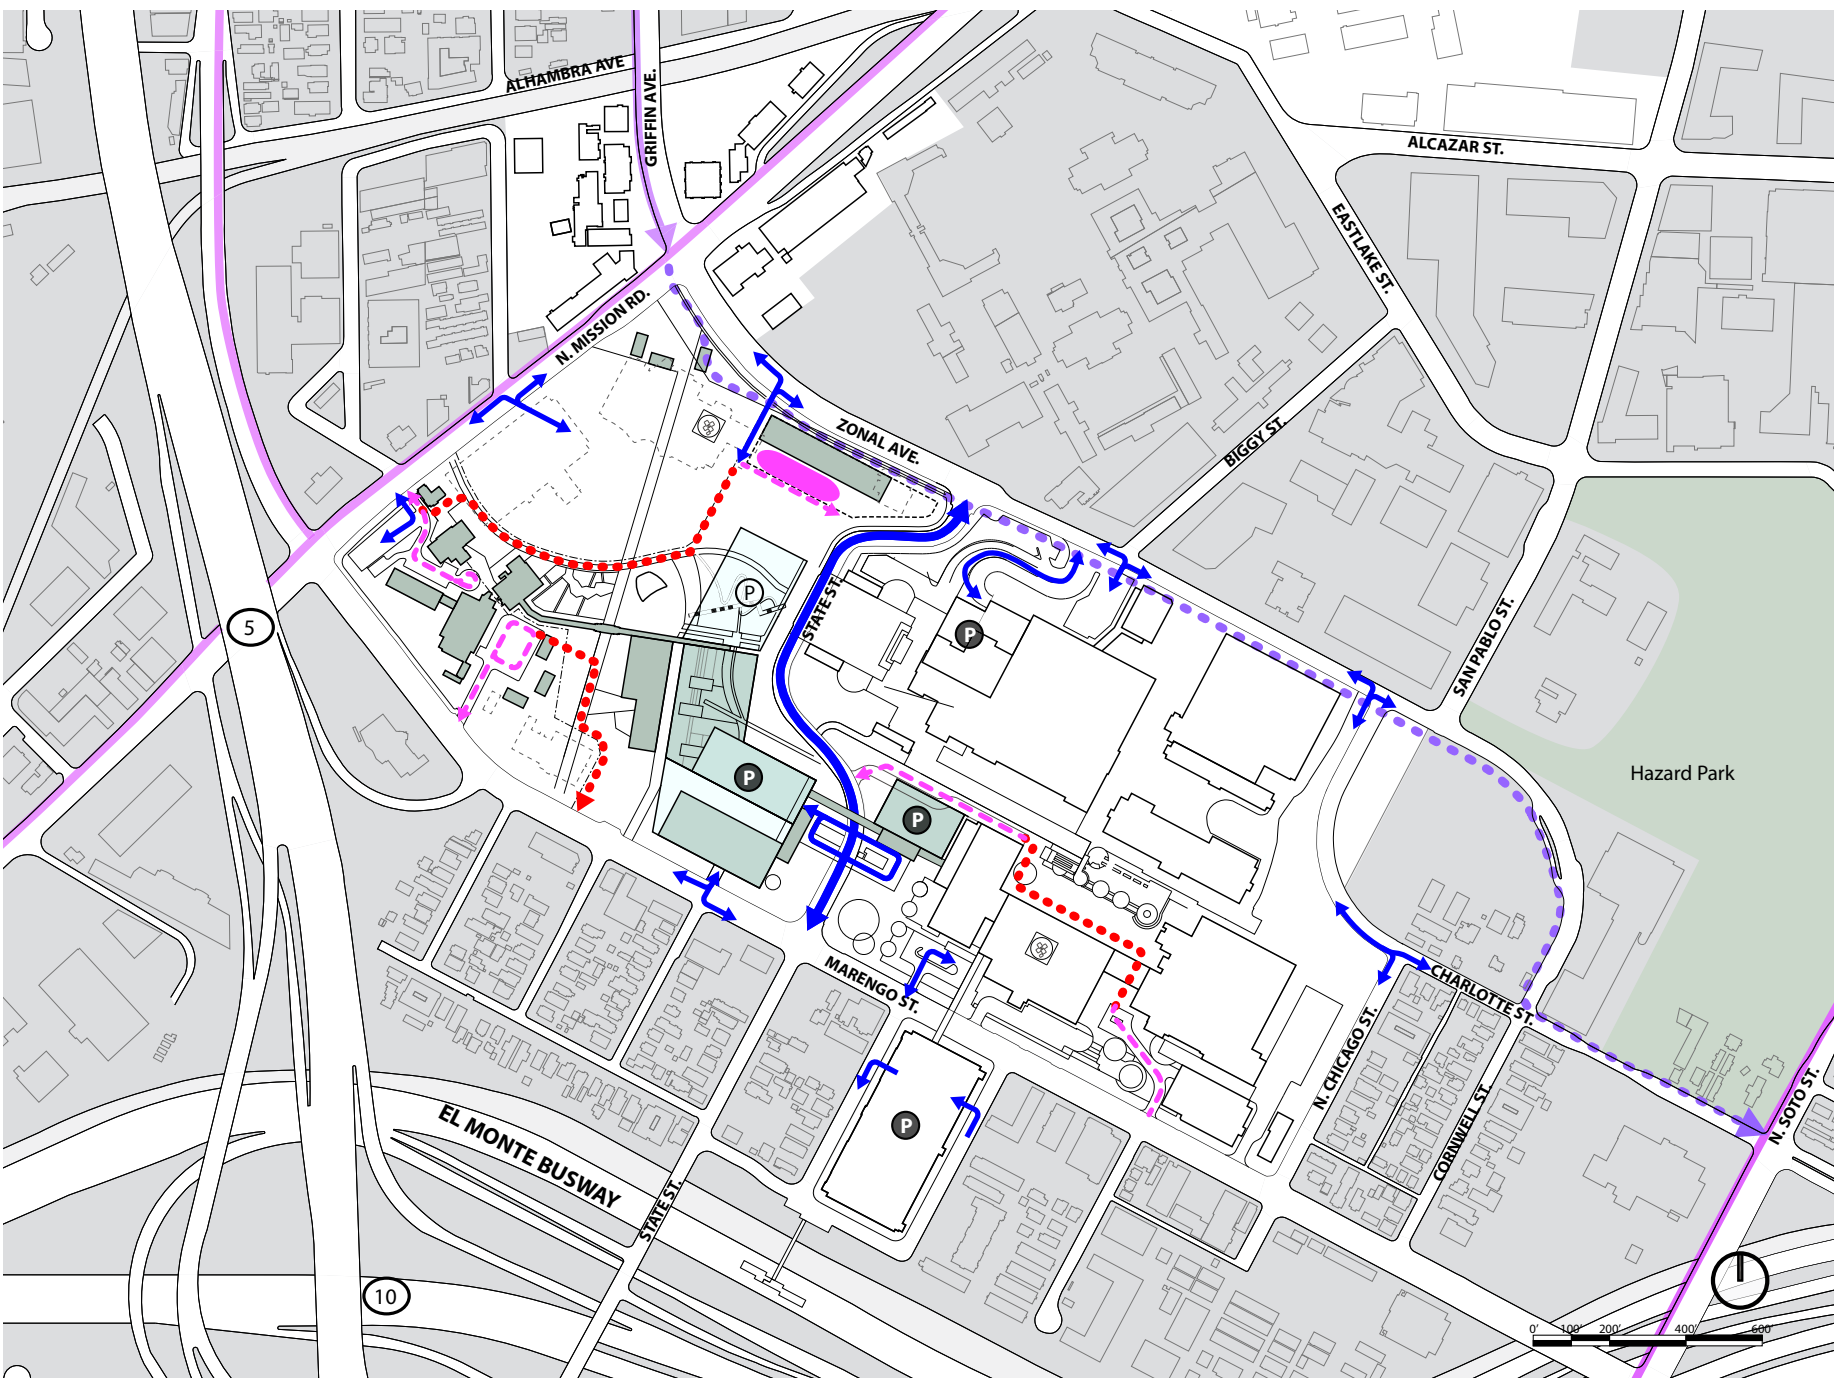 ALHAMBRA AVE
GRIFFIN AVE.
ALCAZAR ST.
EASTLAKE ST.
N. MISSION RD.
ZONAL AVE.
BIGGY ST.
P
STATE ST.
5
P
SAN PABLO ST.
Hazard Park
P
P
MARENGO ST.
CHARLOTTE ST.
N. CHICAGO ST.
CORNWELL ST.
N. SOTO ST.
P
EL MONTE BUSWAY
STATE ST.
10
0' 100' 200' 400' 600'